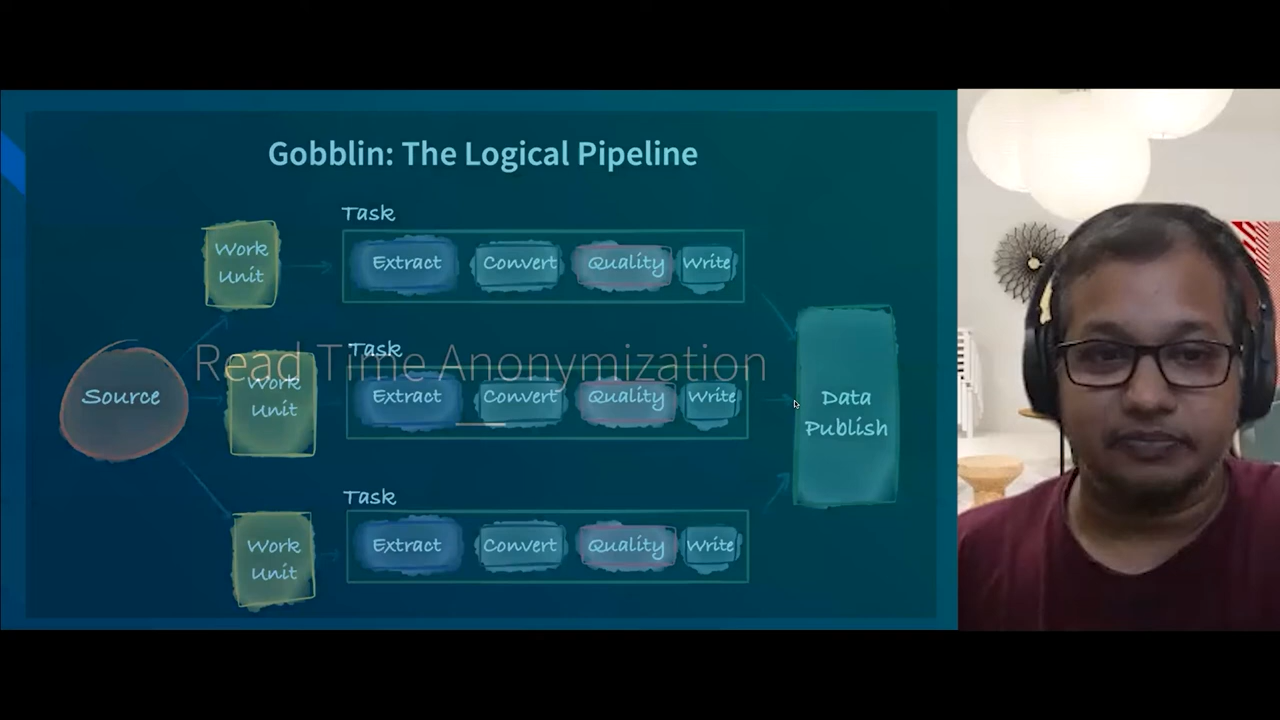 Gobblin: The Logical Pipeline
Task
Work
Unit
Extract
Convert
Quality
Write
Read Time Anonymization
Task
Source
Work
Unit
Extract
Convert
Quality
Write
Data
Publish
Task
Work
Unit
Extract
Convert
Quality
Write